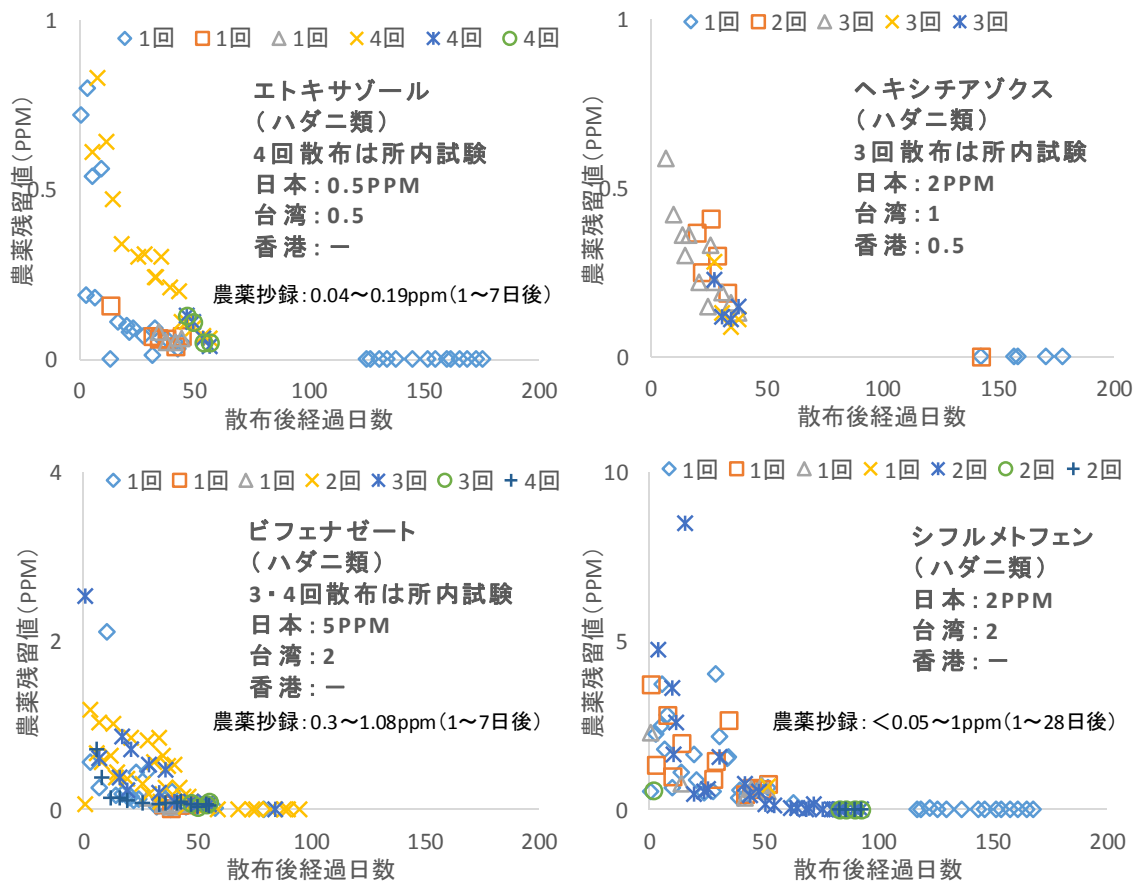 1
1回 1回 1回 4回 4回 4回
エトキサゾール
(ハダニ類)
4回散布は所内試験
日本:0.5PPM
台湾:0.5
香港:ー
農薬抄録:0.04～0.19ppm(1～7日後)
農薬残留値(PPM)
0.5
0
0 50 100 150 200
散布後経過日数
1
1回 2回 3回 3回 3回
ヘキシチアゾクス
(ハダニ類)
3回散布は所内試験
日本:2PPM
台湾:1
香港:0.5
農薬残留値(PPM)
0.5
0
0 50 100 150 200
散布後経過日数
4
1回 1回 1回 2回 3回 3回 4回
ビフェナゼート
(ハダニ類)
3・4回散布は所内試験
日本:5PPM
台湾:2
香港:ー
農薬抄録:0.3～1.08ppm(1～7日後)
農薬残留値(PPM)
2
0
0 50 100 150 200
散布後経過日数
10
1回 1回 1回 1回 2回 2回 2回
シフルメトフェン
(ハダニ類)
日本:2PPM
台湾:2
香港:ー
農薬抄録:＜0.05～1ppm(1～28日後)
農薬残留値(PPM)
5
0
0 50 100 150 200
散布後経過日数